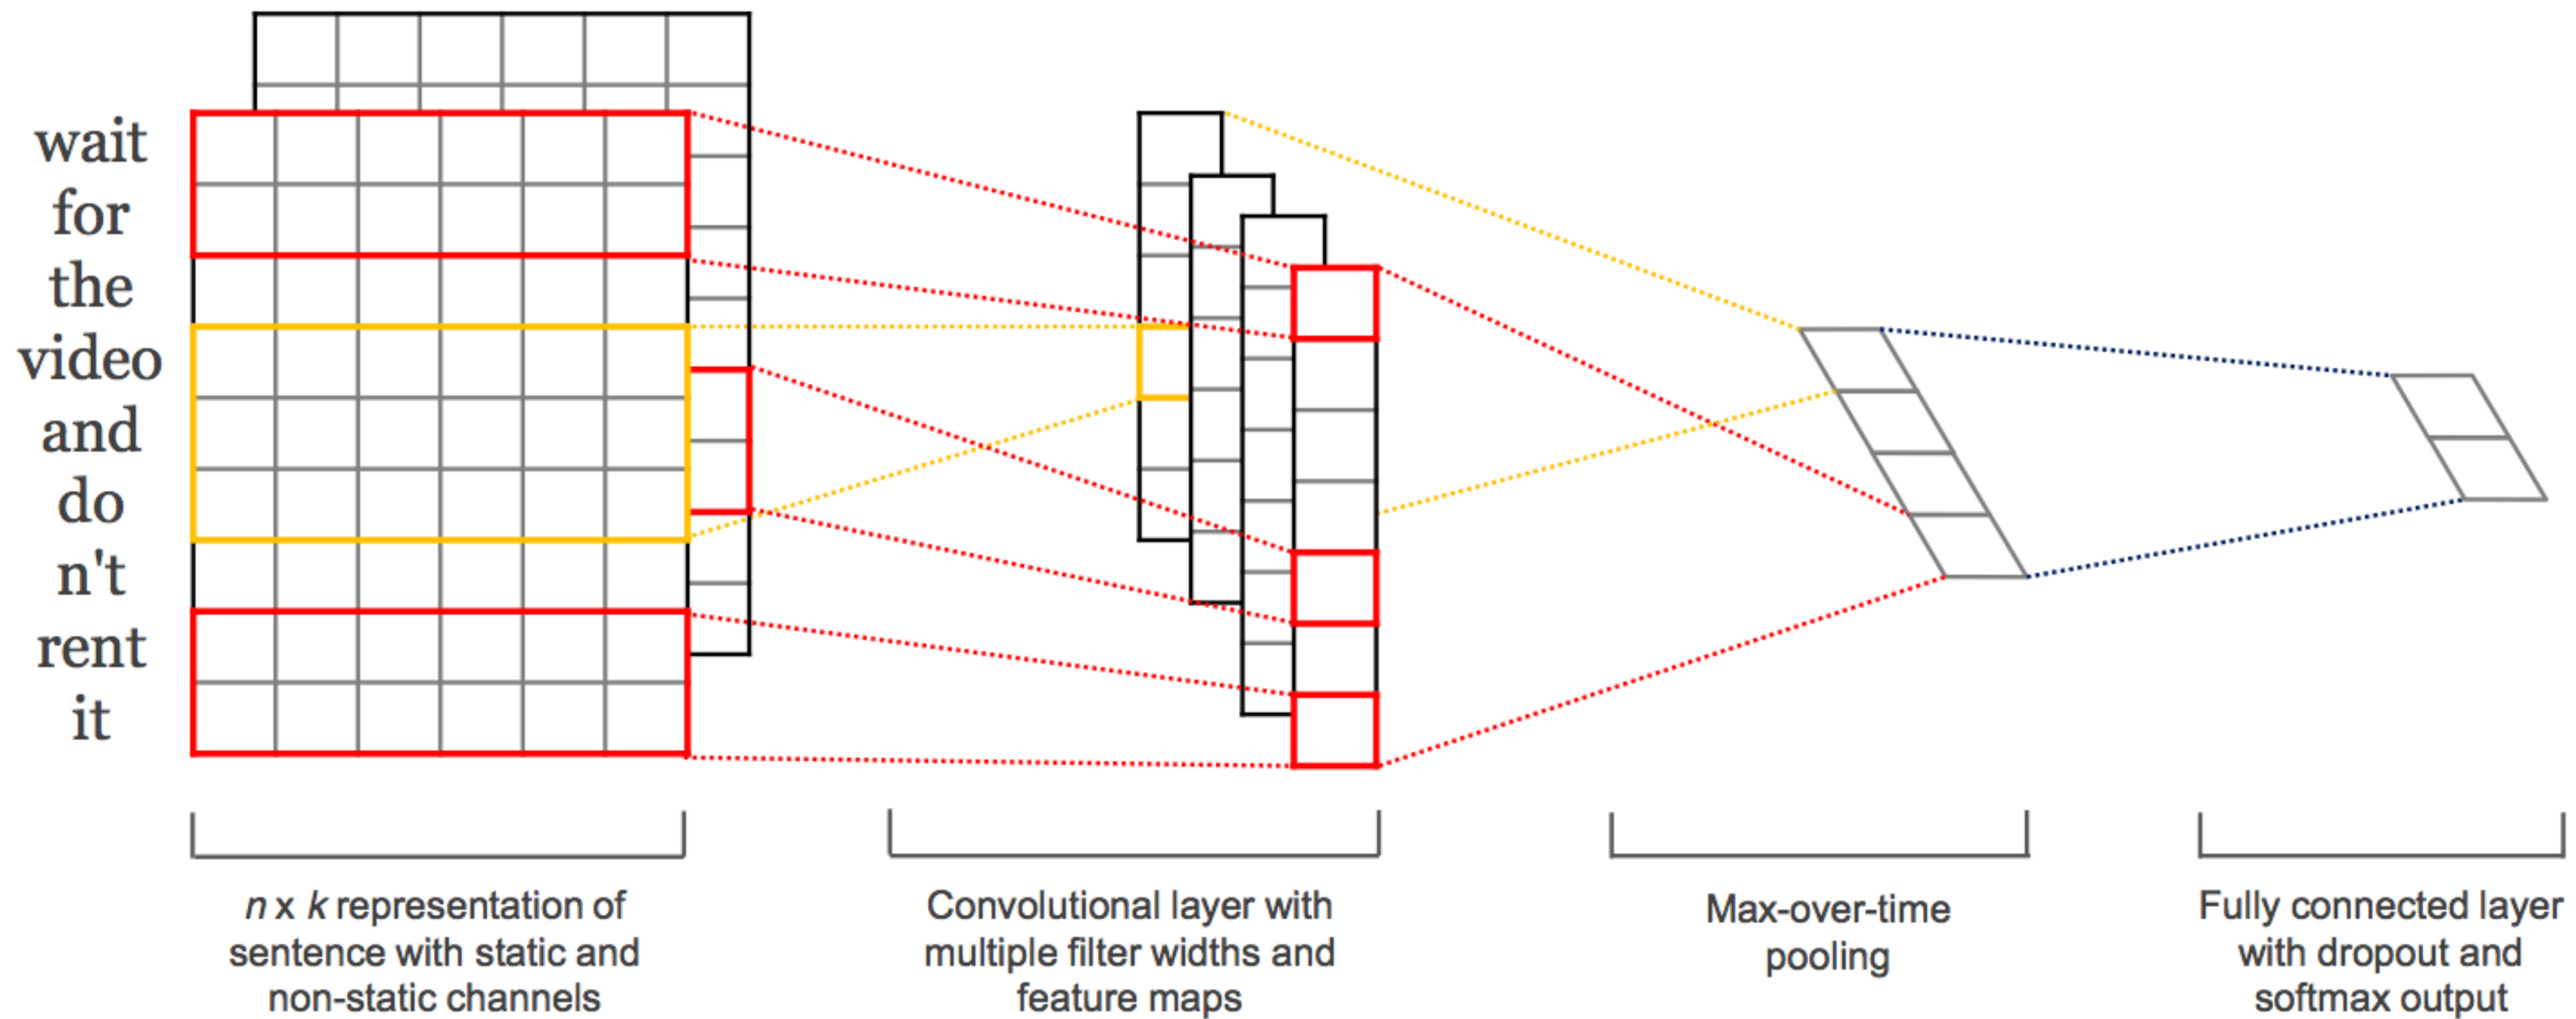 wait
for
the
video
and
do
n't
rent
it
n x k representation of
sentence with static and
non-static channels
Convolutional layer with
multiple filter widths and
feature maps
Max-over-time
pooling
Fully connected layer
with dropout and
softmax output